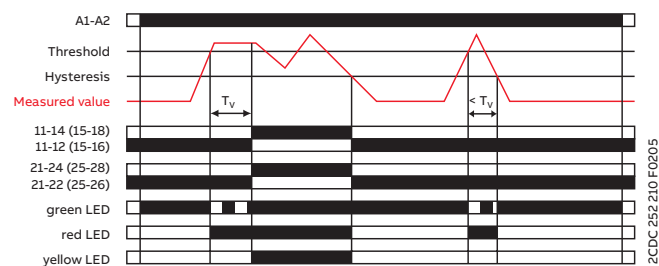 A1-A2
Threshold
Hysteresis
Measured value
Tv
< Tv
11-14 (15-18)
11-12 (15-16)
21-24 (25-28)
21-22 (25-26)
green LED
red LED
yellow LED
2CDC 252 210 F0205